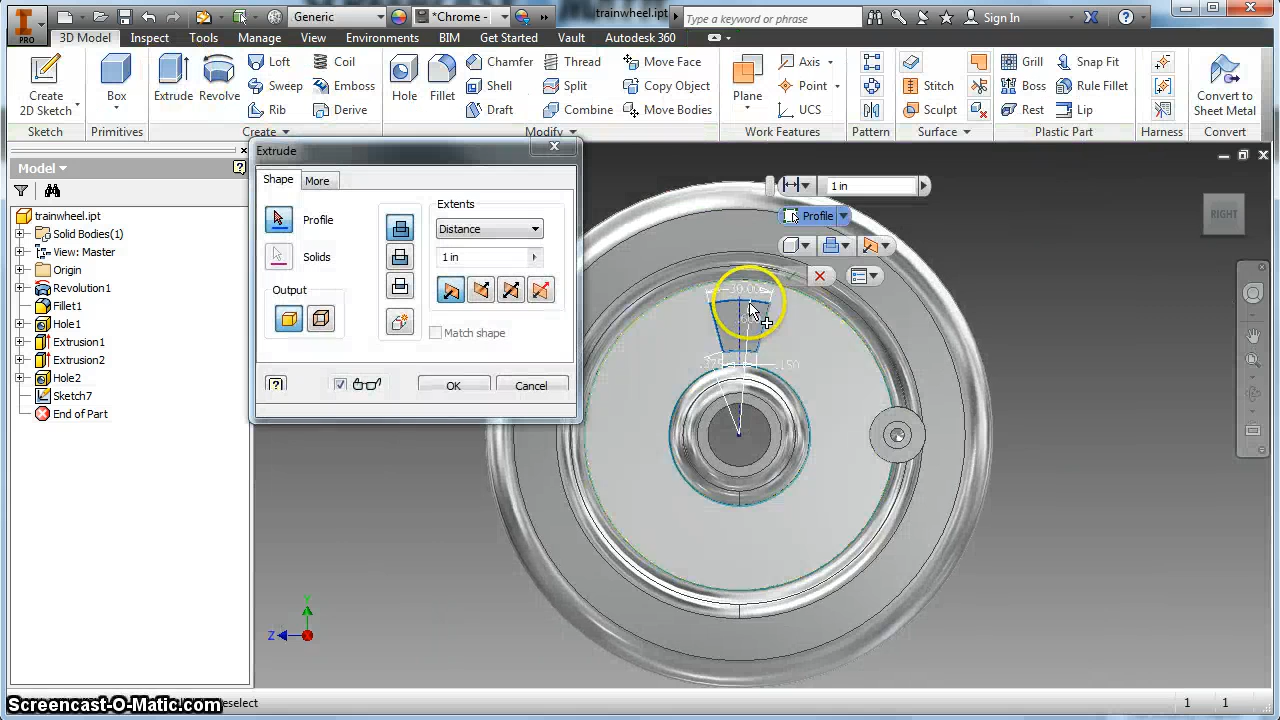 Generic
*Chrome -
trainwheel.ipt
Type a keyword or phrase
Sign In
PRO
3D Model Inspect Tools Manage View Environments BIM Get Started Vault Autodesk 360
Create
2D Sketch
Sketch
Box
Primitives
Extrude Revolve
Loft Coil
Sweep Emboss
Rib Derive
Create
Hole Fillet
Chamfer Thread Move Face
Shell Split Copy Object
Draft Combine Move Bodies
Modify
Plane
Axis
Point
UCS
Work Features
Pattern
Stitch
Sculpt
Surface
Grill Snap Fit
Boss Rule Fillet
Rest Lip
Plastic Part
Harness
Convert to
Sheet Metal
Convert
Model
trainwheel.ipt
Solid Bodies(1)
View: Master
Origin
Revolution1
Fillet1
Hole1
Extrusion1
Extrusion2
Hole2
Sketch7
End of Part
Extrude
Shape More
Profile
Solids
Output
Extents
Distance
1 in
Match shape
OK Cancel
1 in
Profile
RIGHT
.150
Y
Z
Screencast-O-Matic.com
eselect
1 1